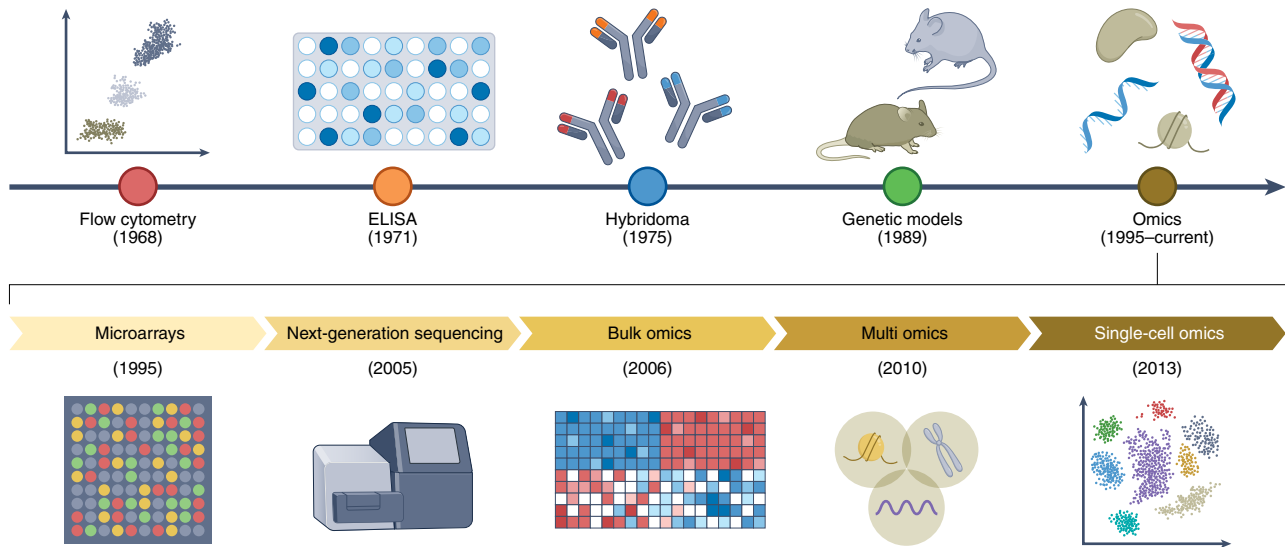 Flow cytometry
(1968)
ELISA
(1971)
Hybridoma
(1975)
Genetic models
(1989)
Omics
(1995–current)
Microarrays
Next-generation sequencing
Bulk omics
Multi omics
Single-cell omics
(1995)
(2005)
(2006)
(2010)
(2013)